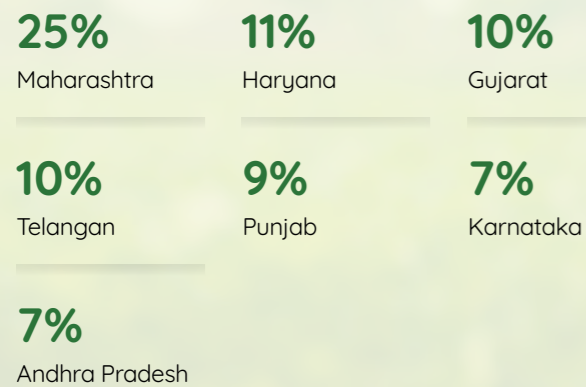 25%
Maharashtra
11%
Haryana
10%
Gujarat
10%
Telangan
9%
Punjab
7%
Karnataka
7%
Andhra Pradesh